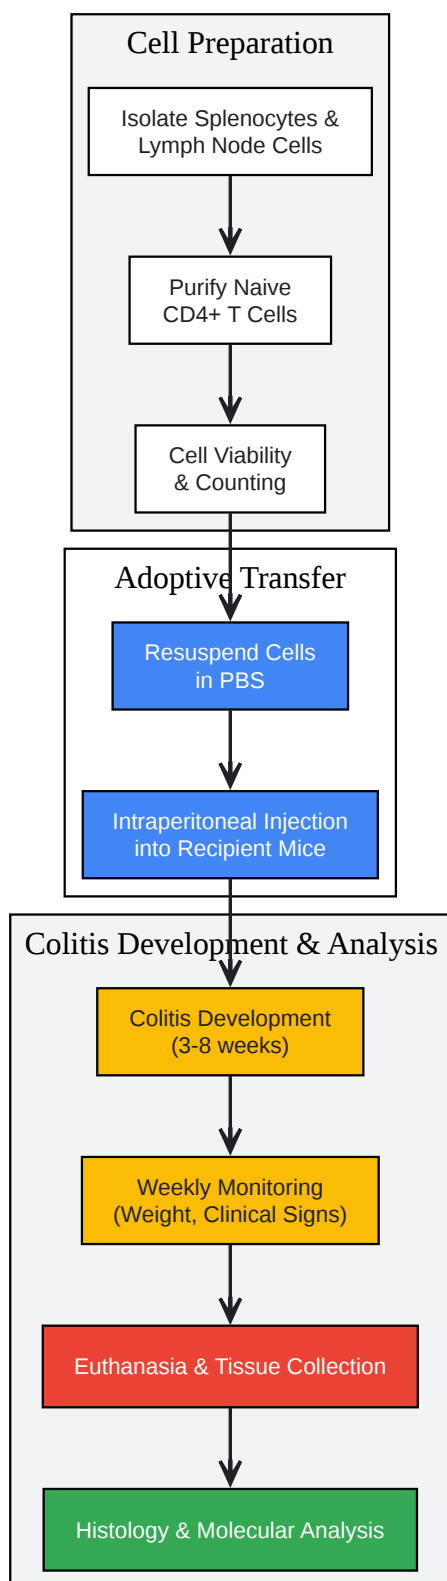 Cell Preparation
Isolate Splenocytes &
Lymph Node Cells
Purify Naive
CD4+ T Cells
Cell Viability
& Counting
Adoptive Transfer
Resuspend Cells
in PBS
Intraperitoneal Injection
into Recipient Mice
Colitis Development & Analysis
Colitis Development
(3-8 weeks)
Weekly Monitoring
(Weight, Clinical Signs)
Euthanasia & Tissue Collection
Histology & Molecular Analysis